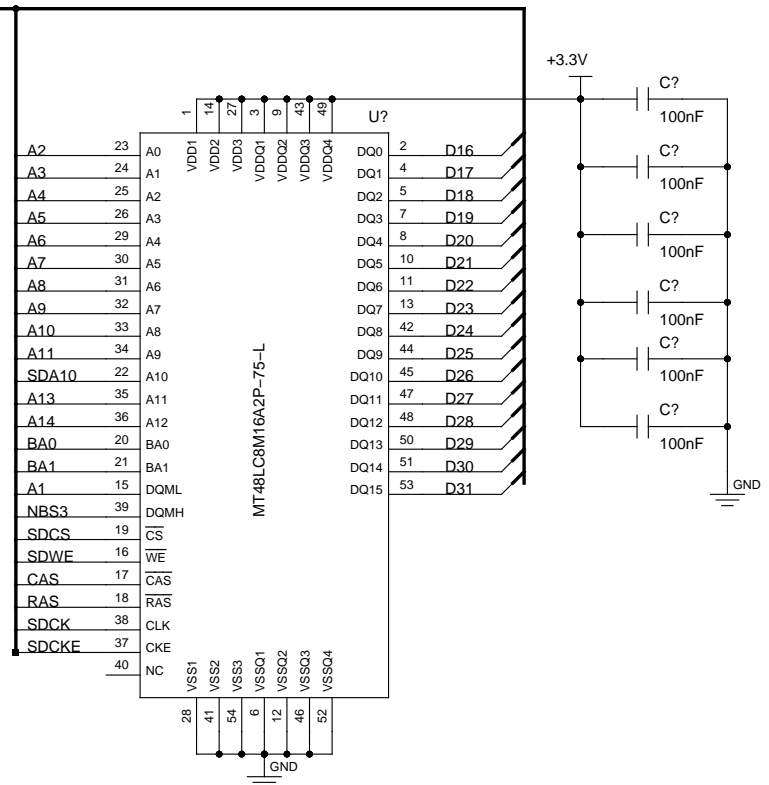 +3.3V
C?
100nF
C?
100nF
C?
100nF
C?
100nF
C?
100nF
C?
100nF
GND
U?
1 14 27 3 9 43 49
VDD1 VDD2 VDD3 VDDQ1 VDDQ2 VDDQ3 VDDQ4
A2 23 A0 DQ0 2 D16
A3 24 A1 DQ1 4 D17
A4 25 A2 DQ2 5 D18
A5 26 A3 DQ3 7 D19
A6 29 A4 DQ4 8 D20
A7 30 A5 DQ5 10 D21
A8 31 A6 DQ6 11 D22
A9 32 A7 DQ7 13 D23
A10 33 A8 DQ8 42 D24
A11 34 A9 DQ9 44 D25
SDA10 22 A10 DQ10 45 D26
A13 35 A11 DQ11 47 D27
A14 36 A12 DQ12 48 D28
BA0 20 BA0 DQ13 50 D29
BA1 21 BA1 DQ14 51 D30
A1 15 DQML DQ15 53 D31
NBS3 39 DQMH
SDCS 19 CS
SDWE 16 WE
CAS 17 CAS
RAS 18 RAS
SDCK 38 CLK
SDCKE 37 CKE
40 NC
MT48LC8M16A2P-75-L
VSS1 VSS2 VSS3 VSSQ1 VSSQ2 VSSQ3 VSSQ4
28 41 54 6 12 46 52
GND